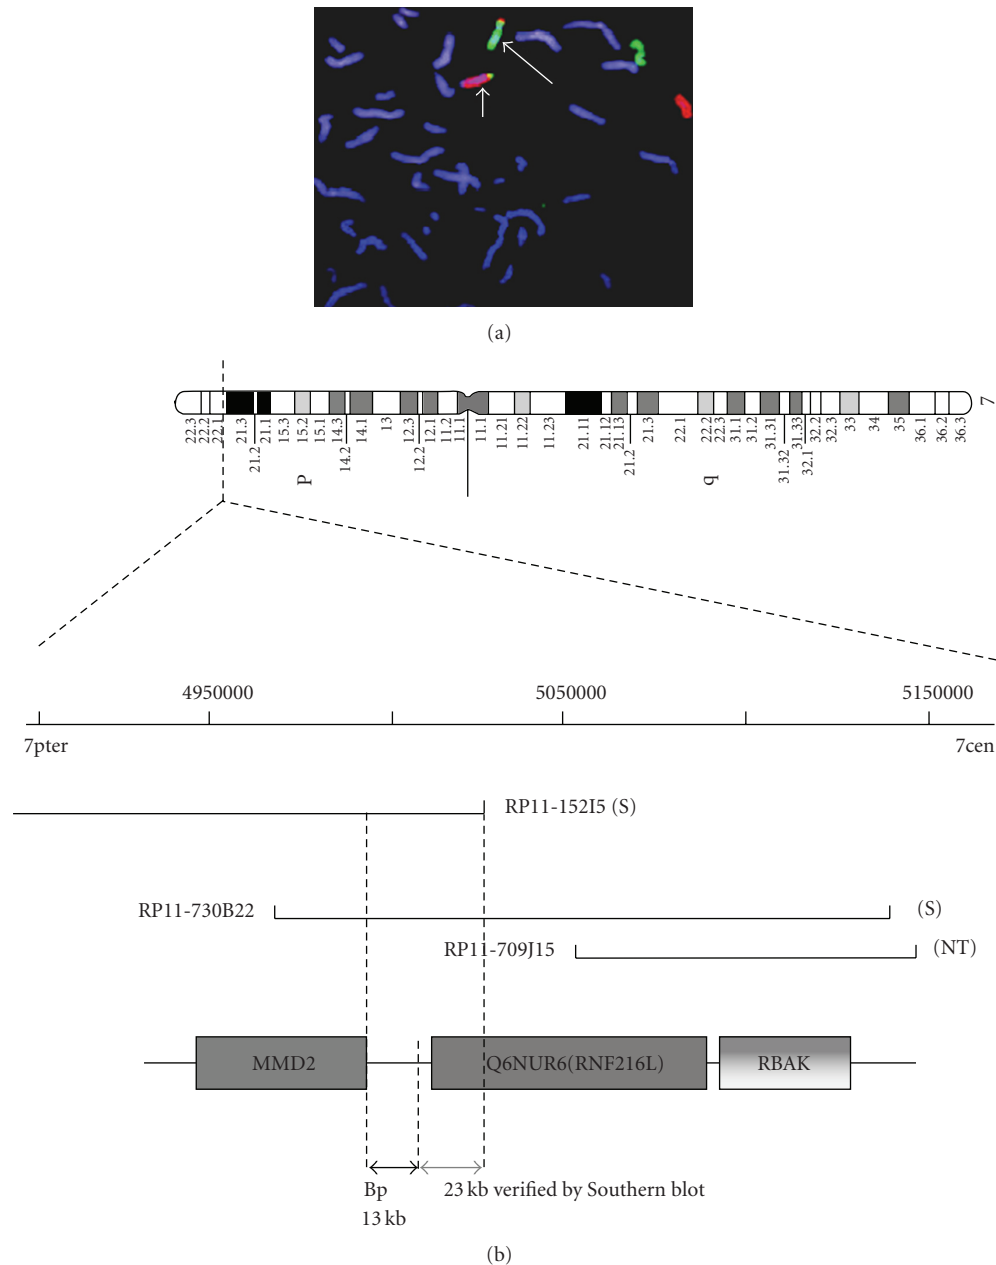 (a)
22.3 22.2 22.1 21.3 21.1 15.3 15.2 15.1 14.3 14.1 13 12.3 12.1 11.2 11.1 11.1 11.21 11.22 11.23 21.11 21.12 21.13 21.3 22.1 22.2 22.3 31.1 31.2 31.31 31.33 32.2 32.3 33 34 35 36.1 36.2 36.3 7
21.2 14.2 12.2 21.2 31.32 32.1
p q
4950000 5050000 5150000
7pter 7cen
RP11-152I5 (S)
RP11-730B22 (S)
RP11-709J15 (NT)
MMD2 Q6NUR6(RNF216L) RBAK
Bp 23 kb verified by Southern blot
13 kb
(b)